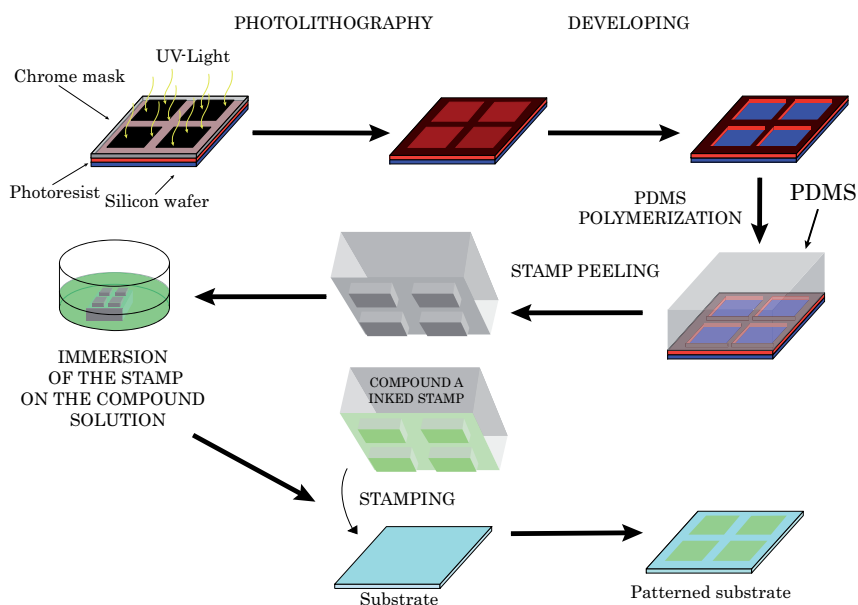 PHOTOLITHOGRAPHY
DEVELOPING
UV-Light
Chrome mask
Photoresist
Silicon wafer
PDMS
POLYMERIZATION
PDMS
STAMP PEELING
IMMERSION
OF THE STAMP
ON THE COMPOUND
SOLUTION
COMPOUND A
INKED STAMP
STAMPING
Substrate
Patterned substrate